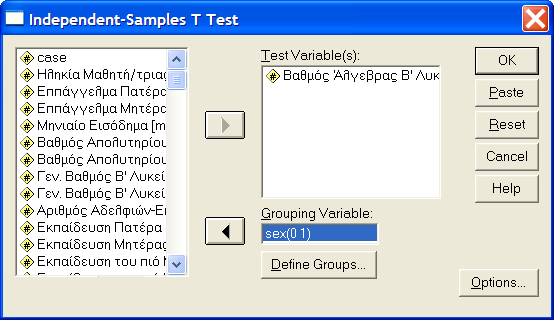 Independent-Samples T Test
case
Ηληκία Μαθητή/τριας
Επάγγελμα Πατέρα
Επάγγελμα Μητέρα
Μηνιαίο Εισόδημα [m
Βαθμός Απολυτηρίου
Βαθμός Απολυτηρίου
Γεν. Βαθμός Β' Λυκεί
Γεν. Βαθμός Β' Λυκεί
Αριθμός Αδελφιών-Επ
Εκπαίδευση Πατέρα
Εκπαίδευση Μητέρας
Εκπαίδευση του πιό Μ
Test Variable(s):
Βαθμός Άλγεβρας Β' Λυκ
Grouping Variable:
sex(0 1)
Define Groups...
OK
Paste
Reset
Cancel
Help
Options...